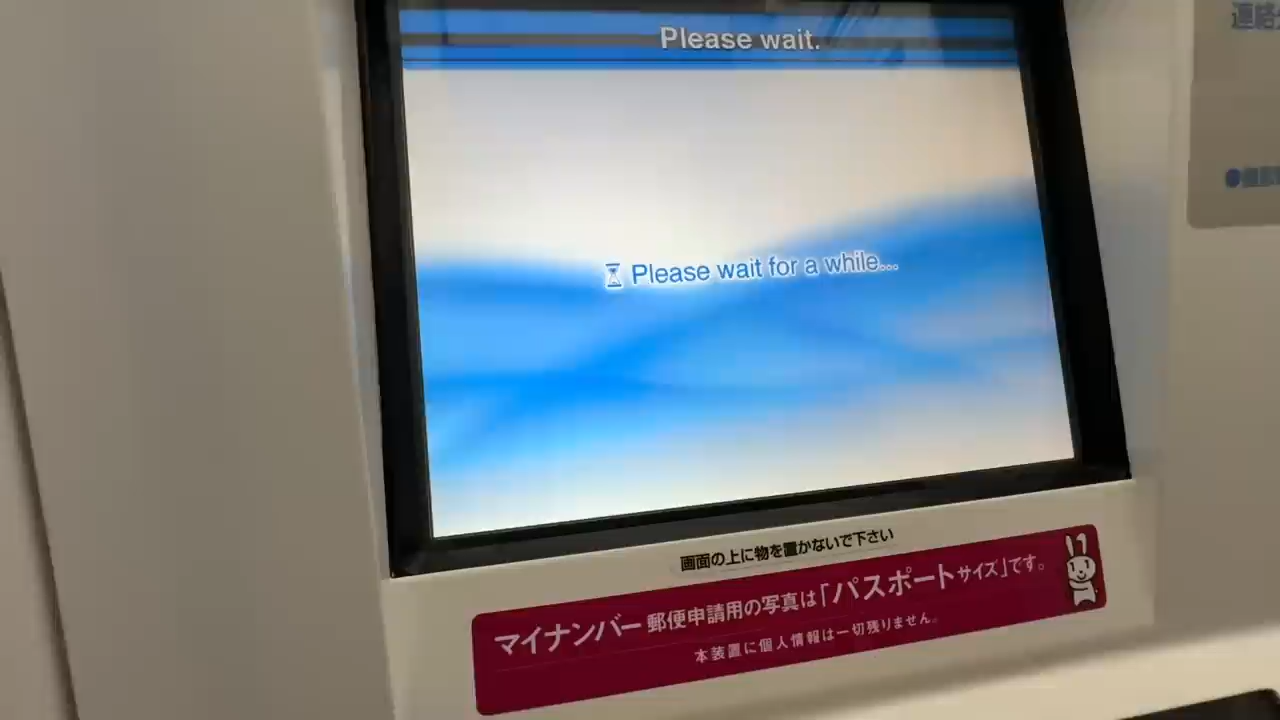 Please wait.
Please wait for a while...
連絡
画面の上に物を置かないで下さい
マイナンバー 郵便申請用の写真は「パスポートサイズ」です。
本装置に個人情報は一切残りません。